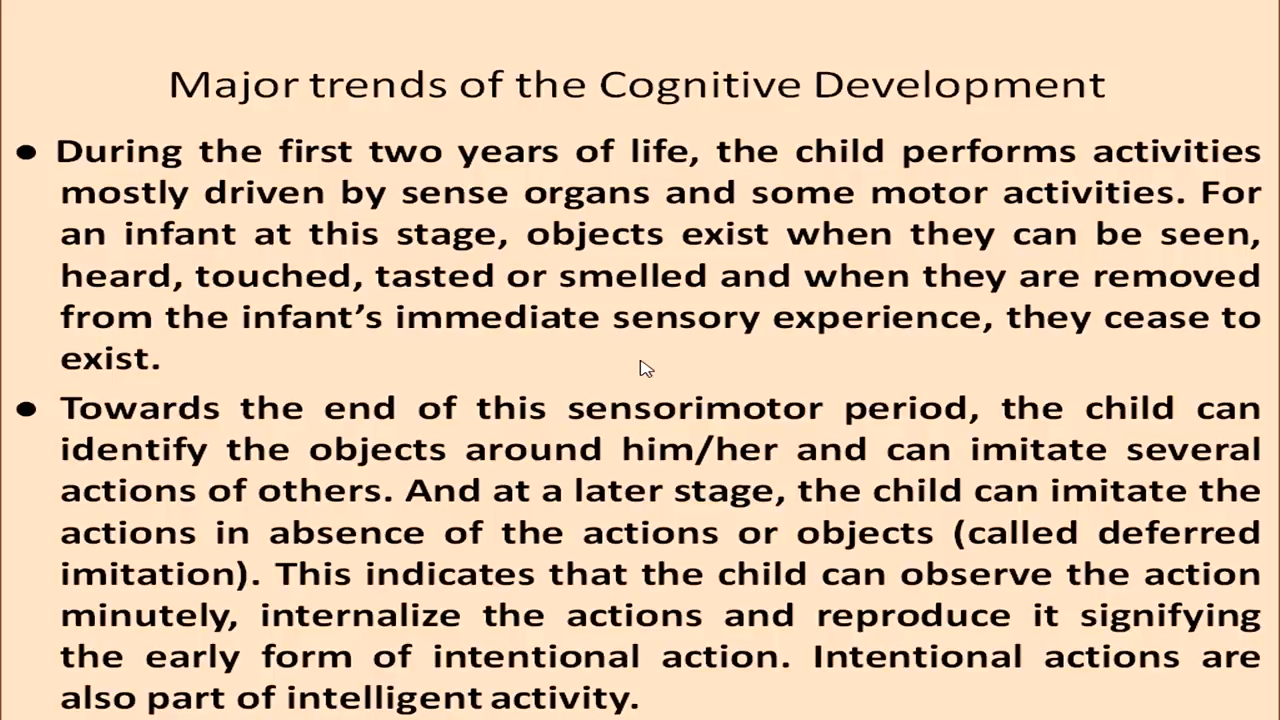 Major trends of the Cognitive Development
● During the first two years of life, the child performs activities
mostly driven by sense organs and some motor activities. For
an infant at this stage, objects exist when they can be seen,
heard, touched, tasted or smelled and when they are removed
from the infant’s immediate sensory experience, they cease to
exist.
● Towards the end of this sensorimotor period, the child can
identify the objects around him/her and can imitate several
actions of others. And at a later stage, the child can imitate the
actions in absence of the actions or objects (called deferred
imitation). This indicates that the child can observe the action
minutely, internalize the actions and reproduce it signifying
the early form of intentional action. Intentional actions are
also part of intelligent activity.